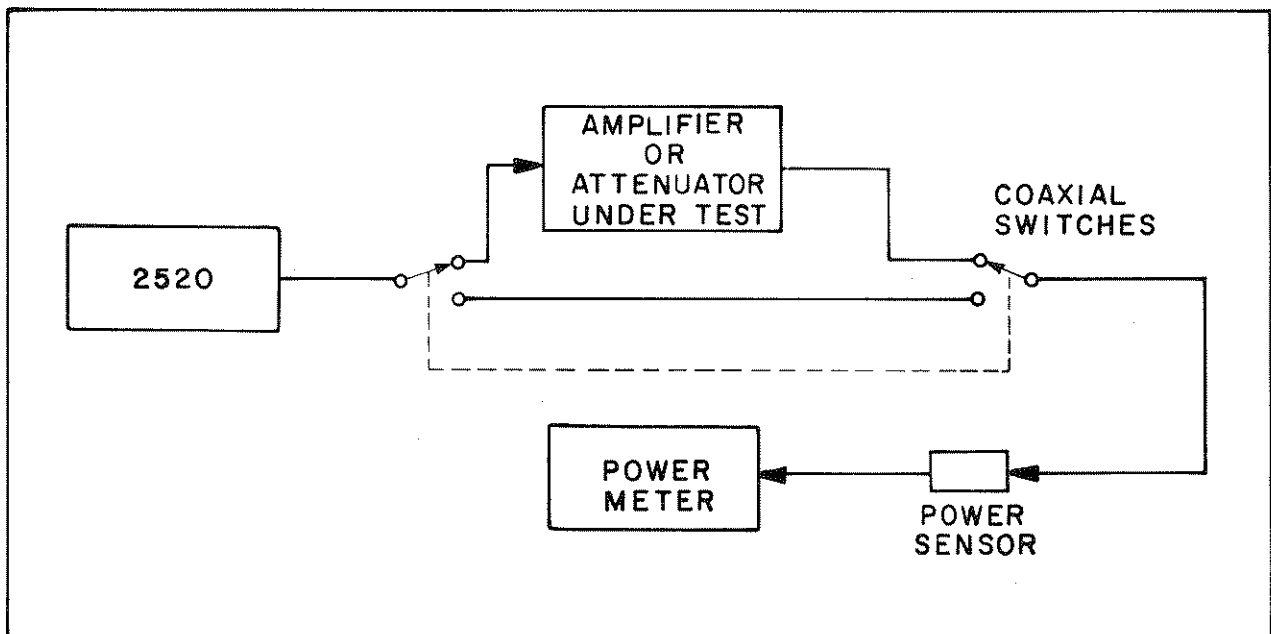 AMPLIFIER
OR
ATTENUATOR
UNDER TEST
COAXIAL
SWITCHES
2520
POWER
METER
POWER
SENSOR